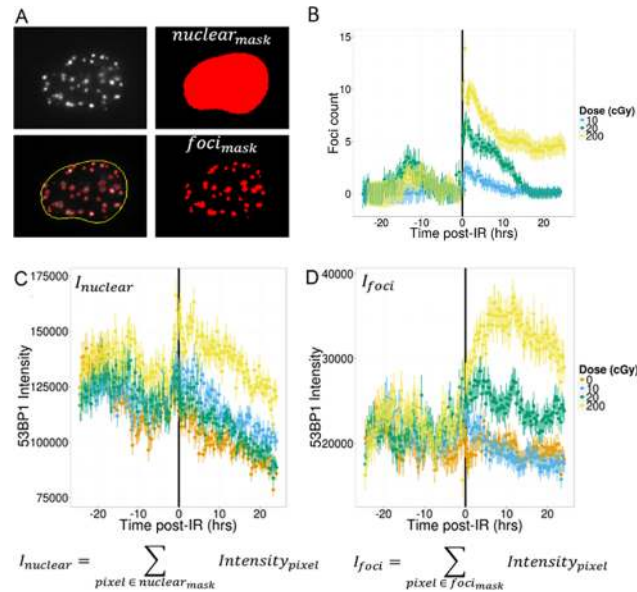 A
nuclear_mask
foci_mask
B
Foci count
15
10
5
0
-20
-10
0
10
20
Time post-IR (hrs)
Dose (cGy)
10
20
200
C
I_nuclear
53BP1 Intensity
175000
150000
125000
100000
75000
-20
-10
0
10
20
Time post-IR (hrs)
D
I_foci
53BP1 Intensity
40000
30000
20000
-20
-10
0
10
20
Time post-IR (hrs)
Dose (cGy)
0
10
20
200
I_nuclear = ∑ Intensity_pixel
pixel ∈ nuclear_mask
I_foci = ∑ Intensity_pixel
pixel ∈ foci_mask